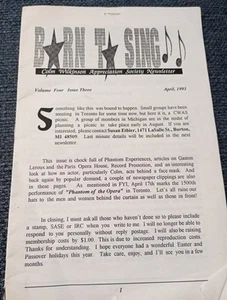 BORN TO SING
Colm Wilkinson Appreciation Society Newsletter
Volume Four Issue Three April, 1993
Something like this was bound to happen. Small groups have been
meeting in Toronto for some time now, but here it is, a CWAS
picnic. A group of members in Michigan are in the midst of
planning a picnic to take place early in August. If you are
interested, please contact Susan Ethier, 1471 LaSalle St., Burton,
MI 48509. Last minute details will be included in the next
newsletter.
This issue is chock full of Phantom Experiences, articles on Gaston
Leroux and the Paris Opera House, Record Promotion, and an interesting
look at how an actor, particularly Colm, acts behind a face mask. And
back again by popular demand, a couple of newspaper clippings are also
in these pages. As mentioned in FYI, April 7th marks the 1500th
performance of "Phantom of the Opera" in Toronto. Let's all raise our
hats to the men and women behind the curtain as well as those in front!
In closing, I must ask all those who haven't done so to please include
a stamp, SASE or IRC when you write to me. I will no longer be able to
respond to you personally without reply postage. I will also be raising
membership costs by $1.00. This is due to increased reproduction costs.
Thanks for understanding. I hope everyone had a wonderful Easter and
Passover holidays this year. Take care, enjoy, and I'll see you in a few
months.
1